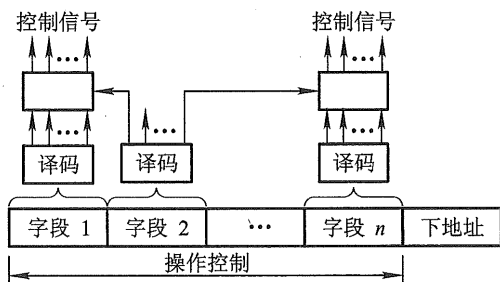 控制信号 控制信号
... ...
... ... ...
译码 译码 译码
字段 1 字段 2 ... 字段 n 下地址
操作控制